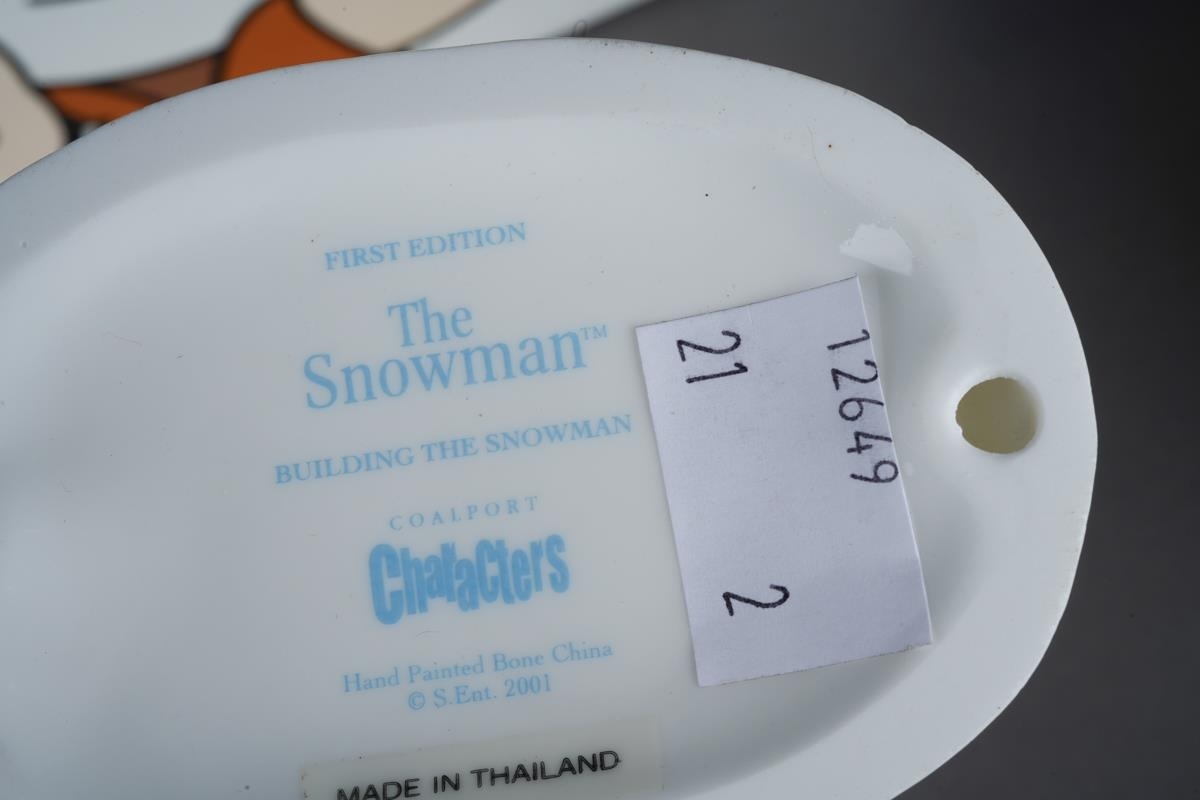 FIRST EDITION
The
Snowman™
BUILDING THE SNOWMAN
COALPORT
Characters
Hand Painted Bone China
© S.Ent. 2001
MADE IN THAILAND
12649
21
2